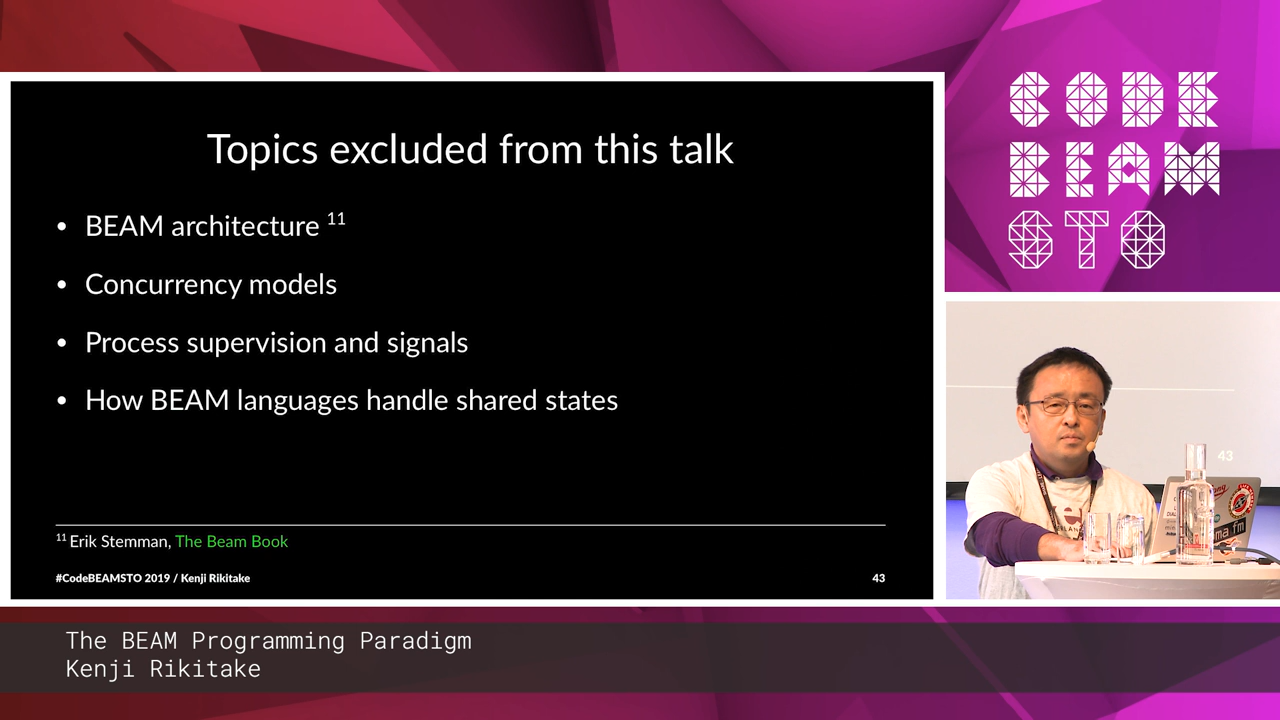 CODE
BEAM
STO
Topics excluded from this talk
• BEAM architecture 11
• Concurrency models
• Process supervision and signals
• How BEAM languages handle shared states
11 Erik Stemman, The Beam Book
#CodeBEAMSTO 2019 / Kenji Rikitake
43
43
The BEAM Programming Paradigm
Kenji Rikitake